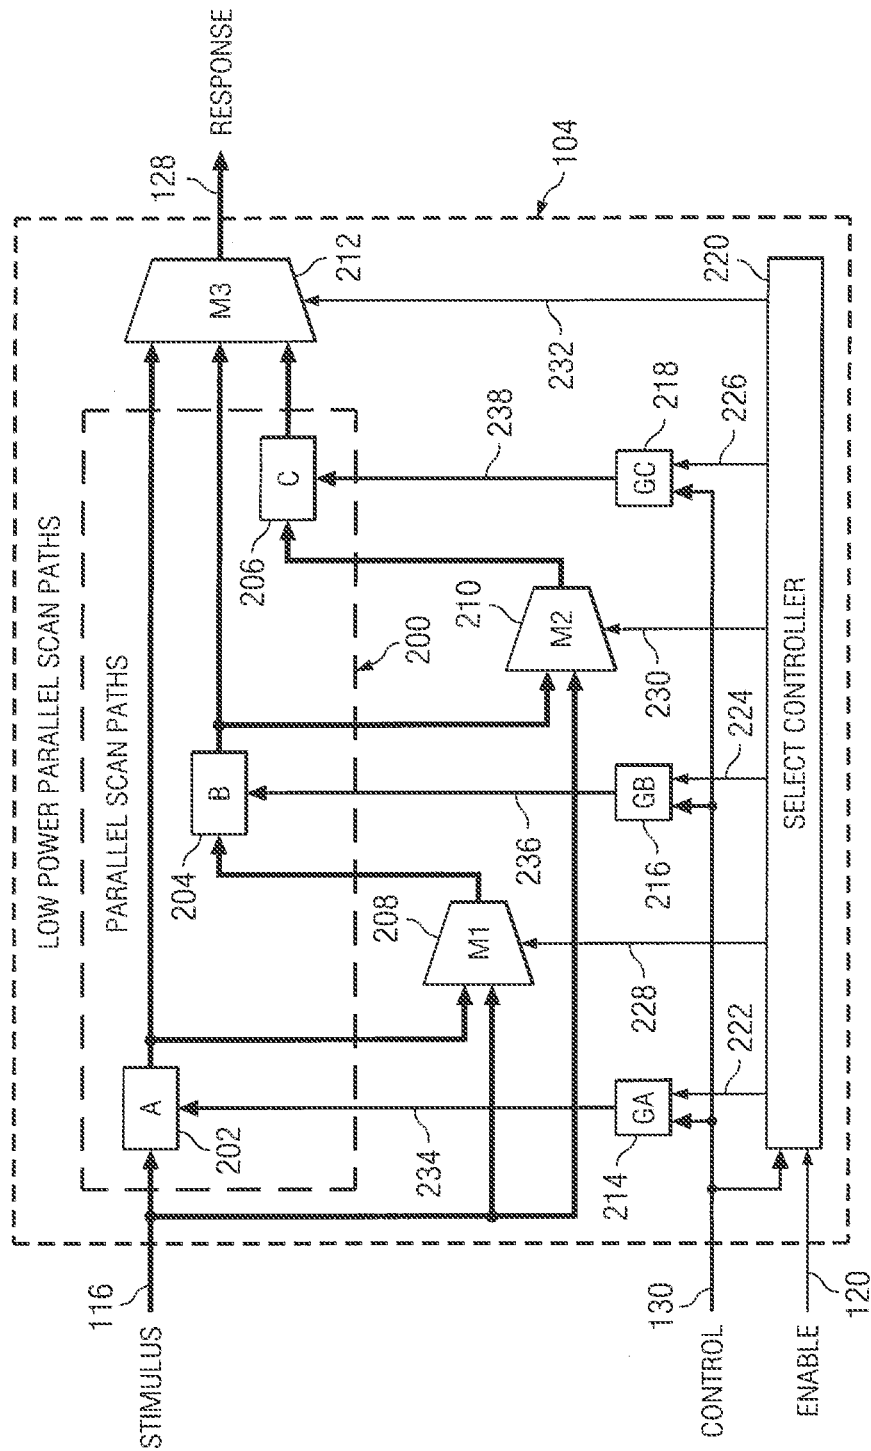 LOW POWER PARALLEL SCAN PATHS
104
PARALLEL SCAN PATHS
200
STIMULUS
116
A
202
B
204
C
206
M1
208
M2
210
M3
212
128
RESPONSE
234
236
238
GA
214
GB
216
GC
218
222
228
224
230
226
232
220
SELECT CONTROLLER
CONTROL
130
ENABLE
120